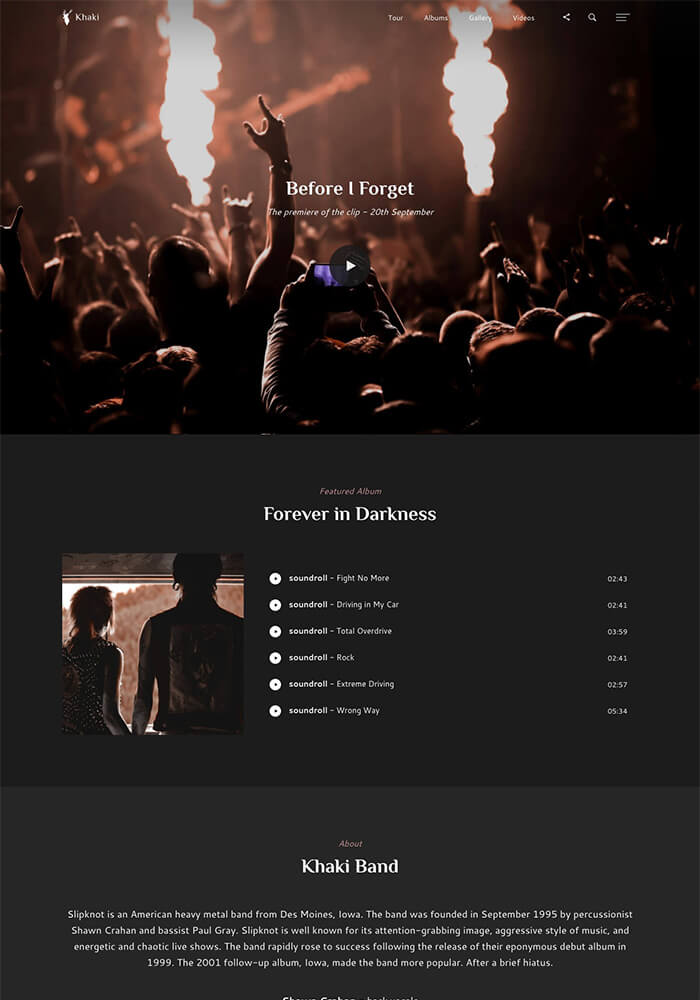 Khaki
Tour Albums Gallery Videos
Before I Forget
The premiere of the clip - 20th September
Featured Album
Forever in Darkness
soundroll - Fight No More 02:43
soundroll - Driving in My Car 02:41
soundroll - Total Overdrive 03:59
soundroll - Rock 02:41
soundroll - Extreme Driving 02:57
soundroll - Wrong Way 05:34
About
Khaki Band
Slipknot is an American heavy metal band from Des Moines, Iowa. The band was founded in September 1995 by percussionist
Shawn Crahan and bassist Paul Gray. Slipknot is well known for its attention-grabbing image, aggressive style of music, and
energetic and chaotic live shows. The band rapidly rose to success following the release of their eponymous debut album in
1999. The 2001 follow-up album, Iowa, made the band more popular. After a brief hiatus.